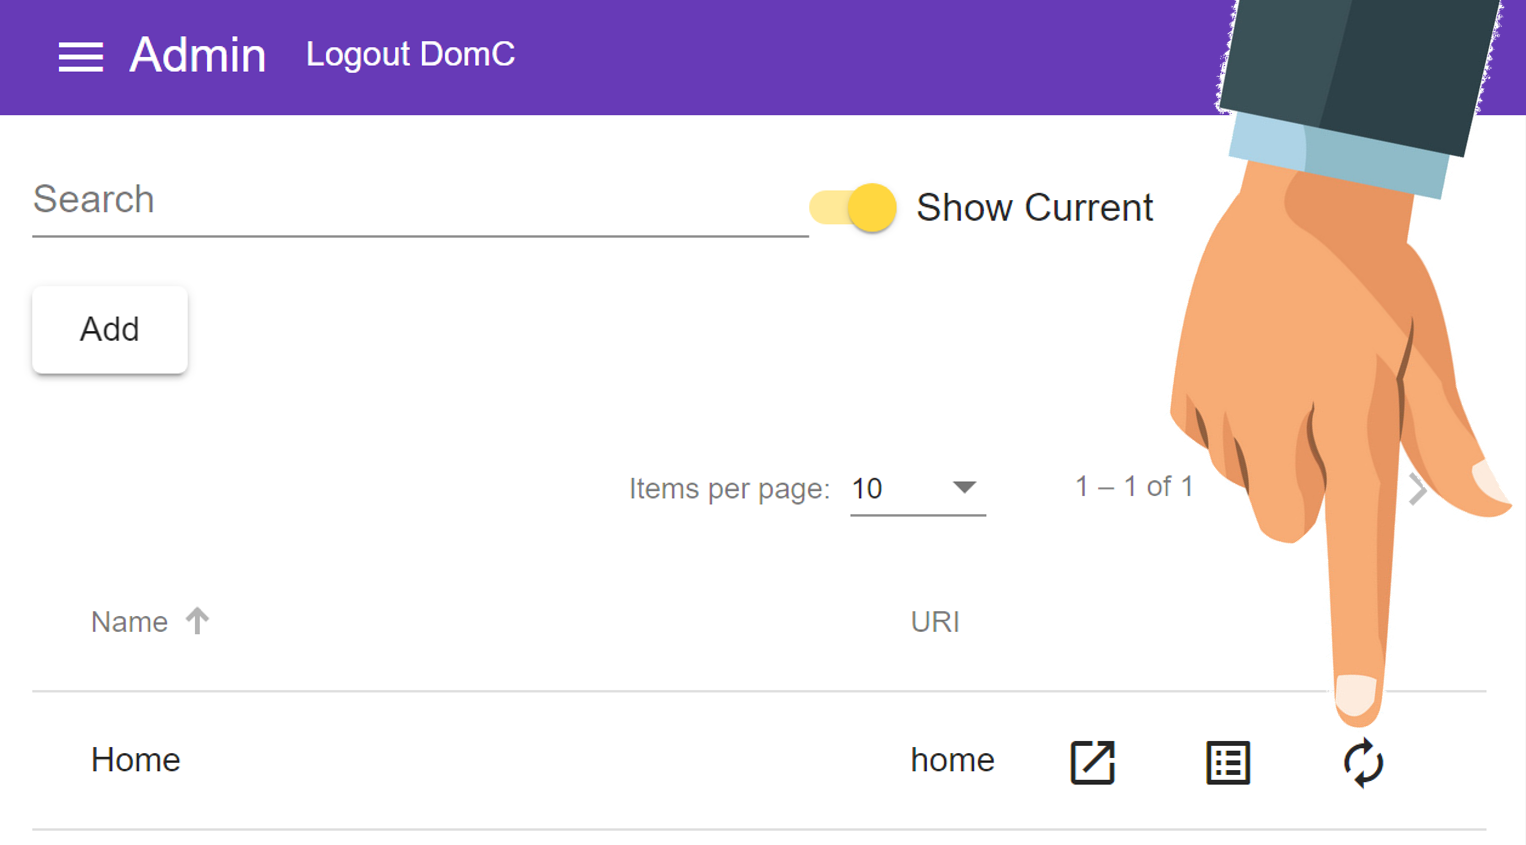 Admin Logout DomC
Search Show Current
Add
Items per page: 10 1 – 1 of 1
Name URI
Home home